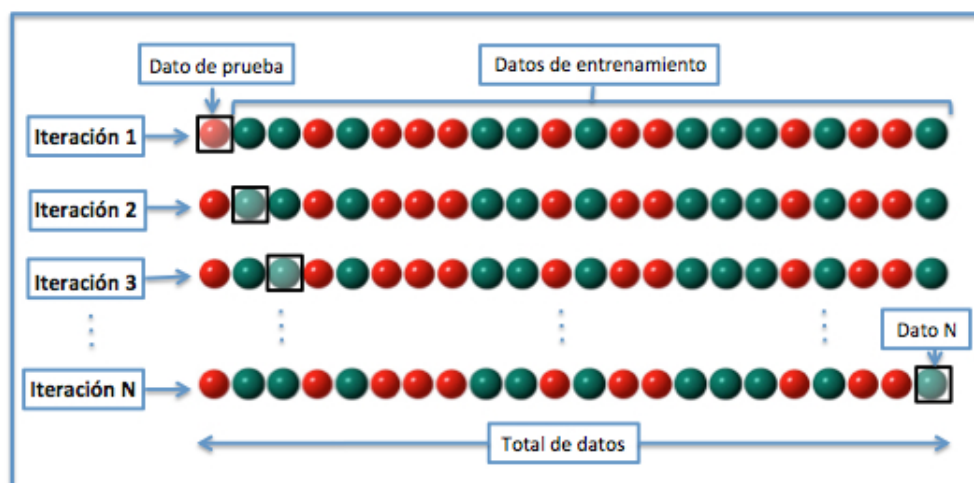 Dato de prueba
Datos de entrenamiento
Iteración 1
Iteración 2
Iteración 3
Dato N
Iteración N
Total de datos